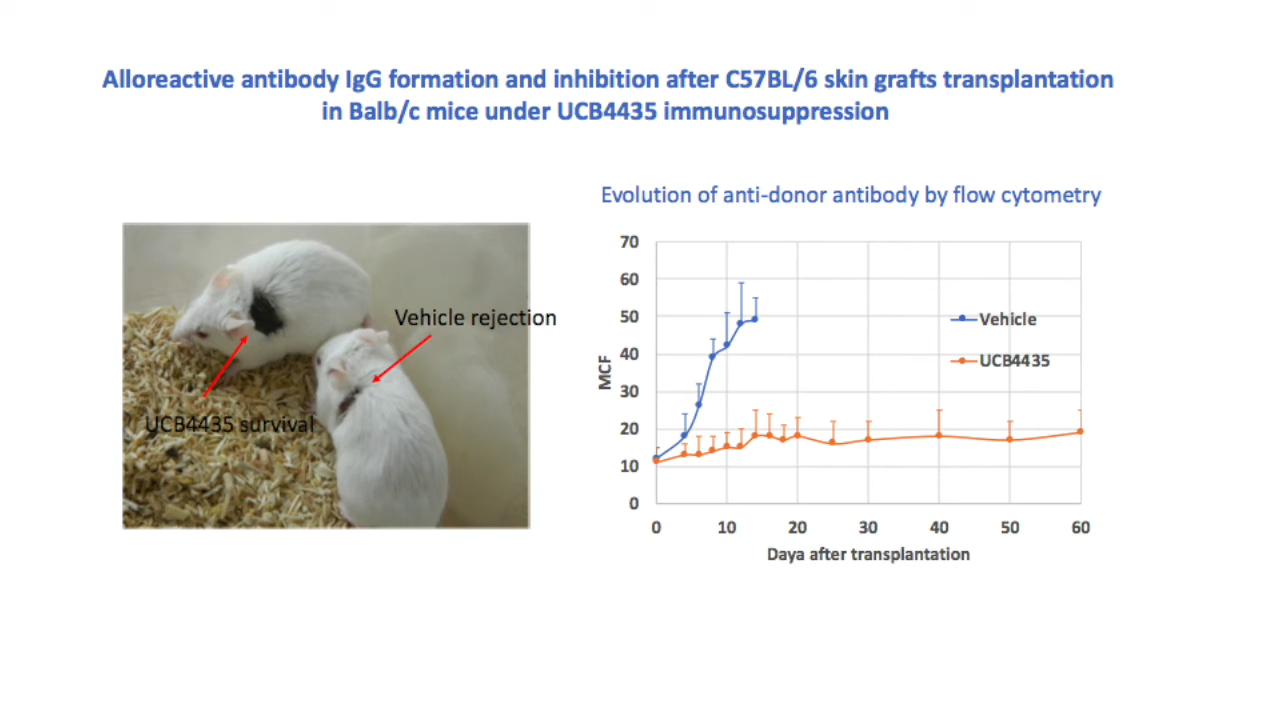 Alloreactive antibody IgG formation and inhibition after C57BL/6 skin grafts transplantation
in Balb/c mice under UCB4435 immunosuppression
Evolution of anti-donor antibody by flow cytometry
Vehicle rejection
UCB4435 survival
70
60
50
40
30
20
10
0
MCF
Vehicle
UCB4435
0 10 20 30 40 50 60
Daya after transplantation